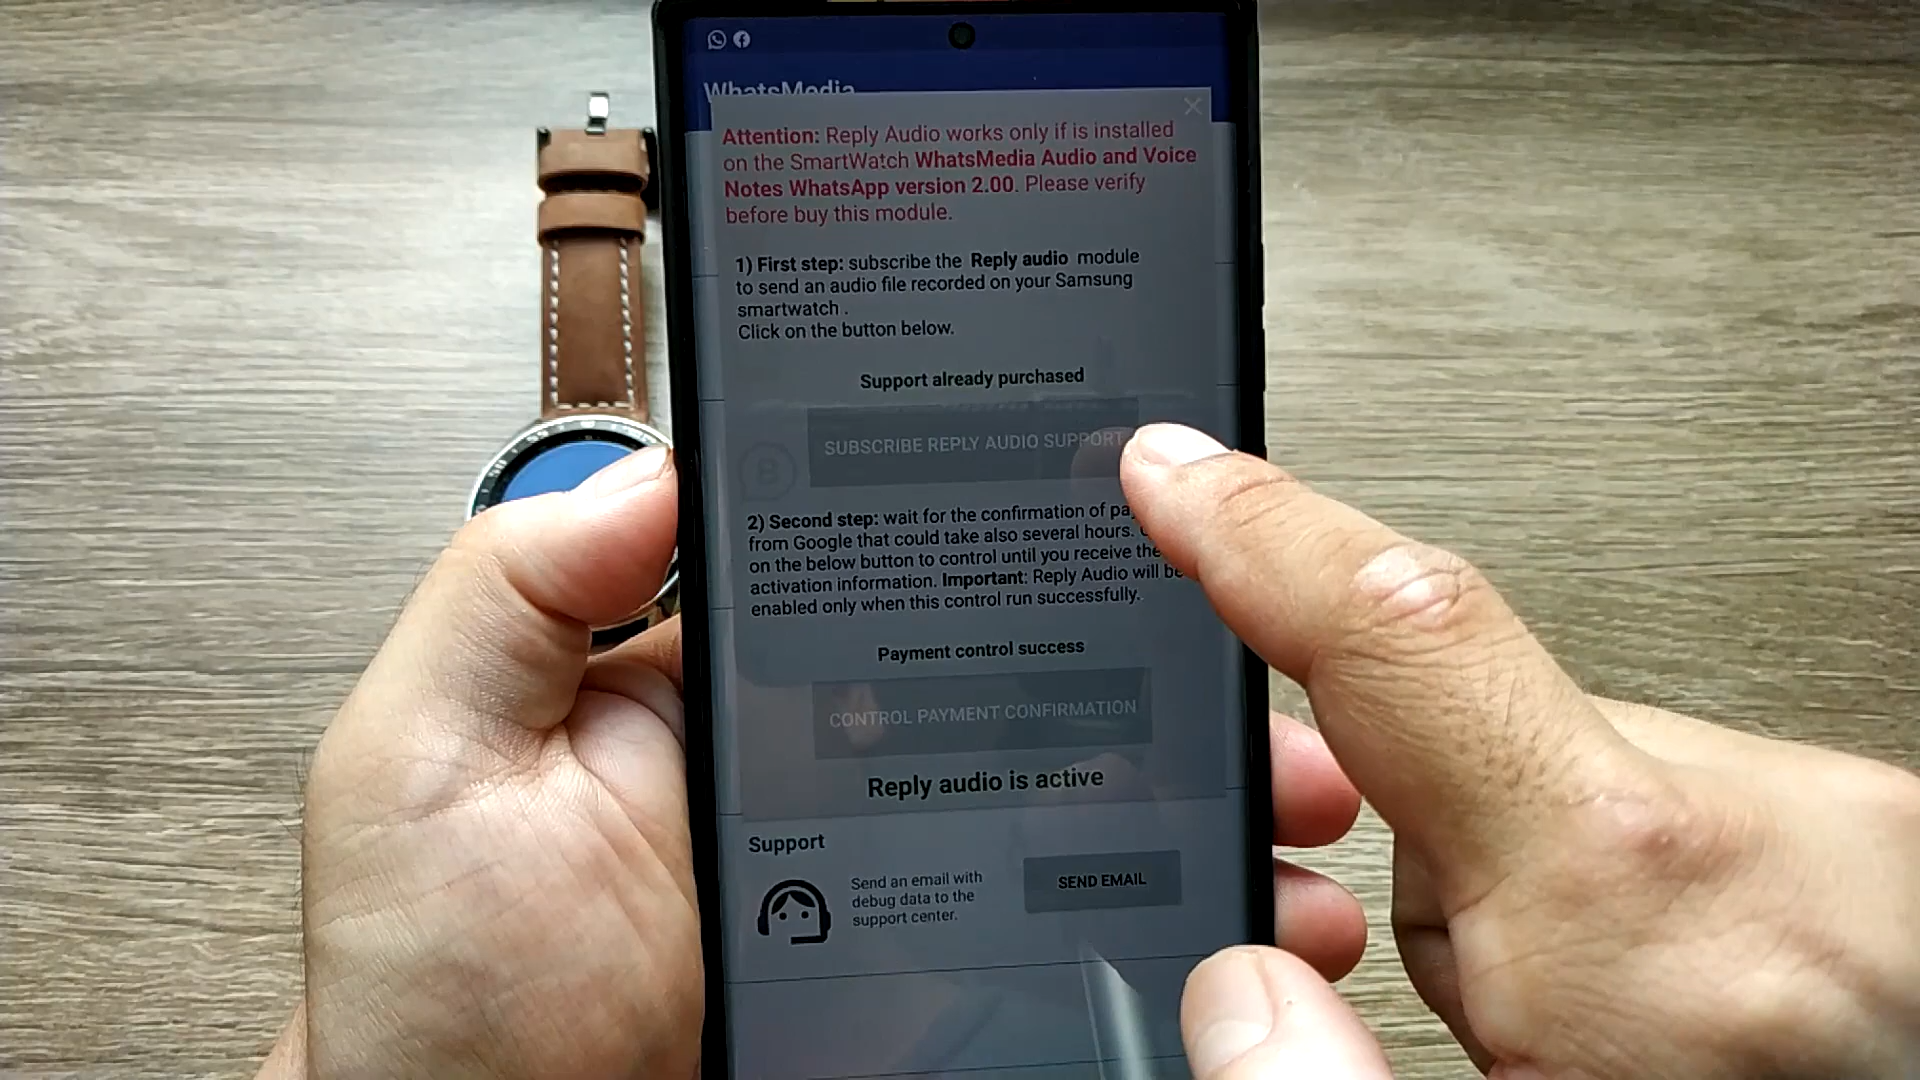 WhatsMedia
Attention: Reply Audio works only if is installed
on the SmartWatch WhatsMedia Audio and Voice
Notes WhatsApp version 2.00. Please verify
before buy this module.
1) First step: subscribe the Reply audio module
to send an audio file recorded on your Samsung
smartwatch .
Click on the button below.
Support already purchased
SUBSCRIBE REPLY AUDIO SUPPORT
2) Second step: wait for the confirmation of
from Google that could take also several hours.
on the below button to control until you receive the
activation information. Important: Reply Audio will be
enabled only when this control run successfully.
Payment control success
CONTROL PAYMENT CONFIRMATION
Reply audio is active
Support
Send an email with
debug data to the
support center.
SEND EMAIL